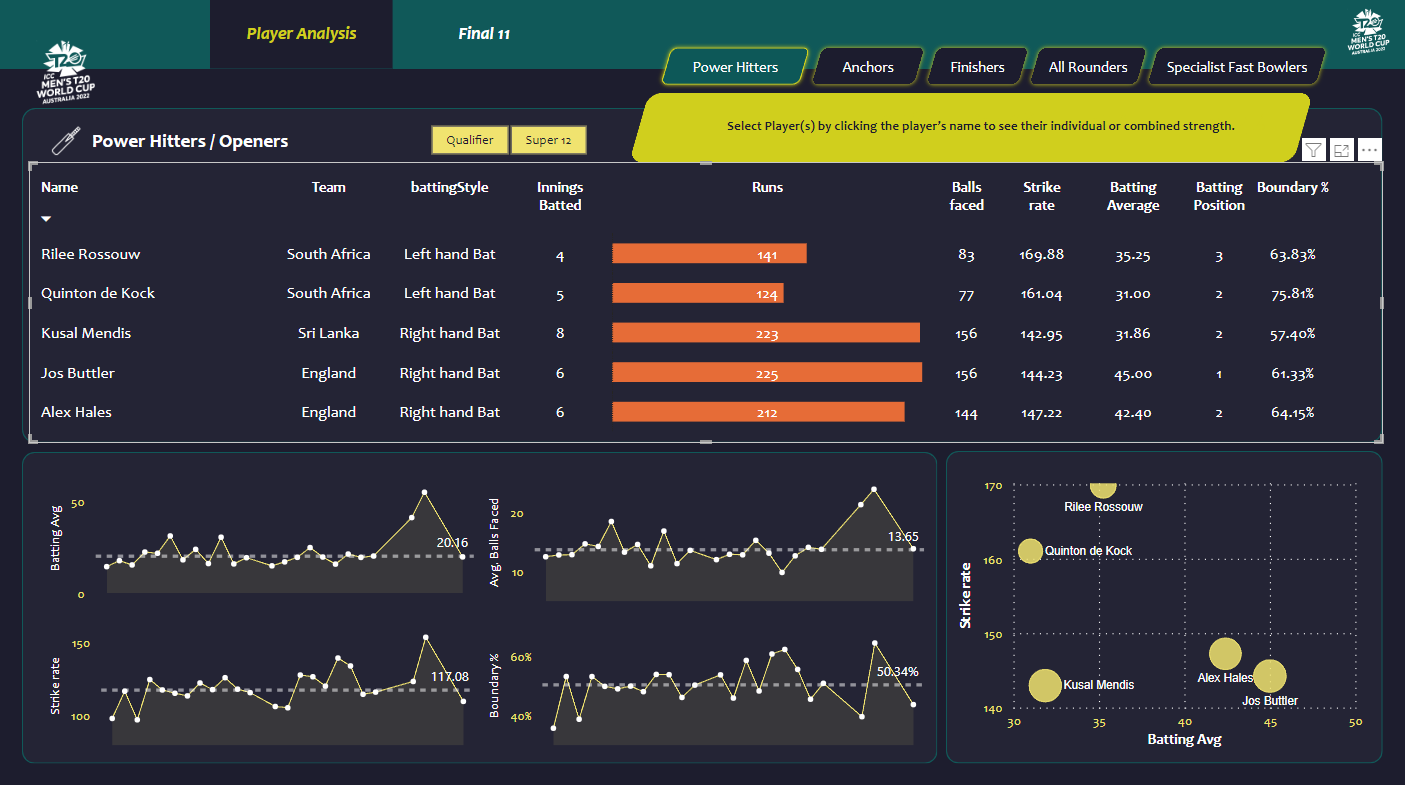 Player Analysis
Final 11
ICC
MEN'S T20
WORLD CUP
AUSTRALIA 2022
ICC
MEN'S T20
WORLD CUP
AUSTRALIA 2022
Power Hitters
Anchors
Finishers
All Rounders
Specialist Fast Bowlers
Select Player(s) by clicking the player's name to see their individual or combined strength.
Power Hitters / Openers
Qualifier
Super 12
Name Team battingStyle Innings Batted Runs Balls faced Strike rate Batting Average Batting Position Boundary %
Rilee Rossouw South Africa Left hand Bat 4 141 83 169.88 35.25 3 63.83%
Quinton de Kock South Africa Left hand Bat 5 124 77 161.04 31.00 2 75.81%
Kusal Mendis Sri Lanka Right hand Bat 8 223 156 142.95 31.86 2 57.40%
Jos Buttler England Right hand Bat 6 225 156 144.23 45.00 1 61.33%
Alex Hales England Right hand Bat 6 212 144 147.22 42.40 2 64.15%
Batting Avg
50
0
20.16
Avg. Balls Faced
20
10
13.65
Strike rate
150
100
117.08
Boundary %
60%
40%
50.34%
Strike rate
170
160
150
140
Rilee Rossouw
Quinton de Kock
Kusal Mendis
Alex Hales
Jos Buttler
30 35 40 45 50
Batting Avg